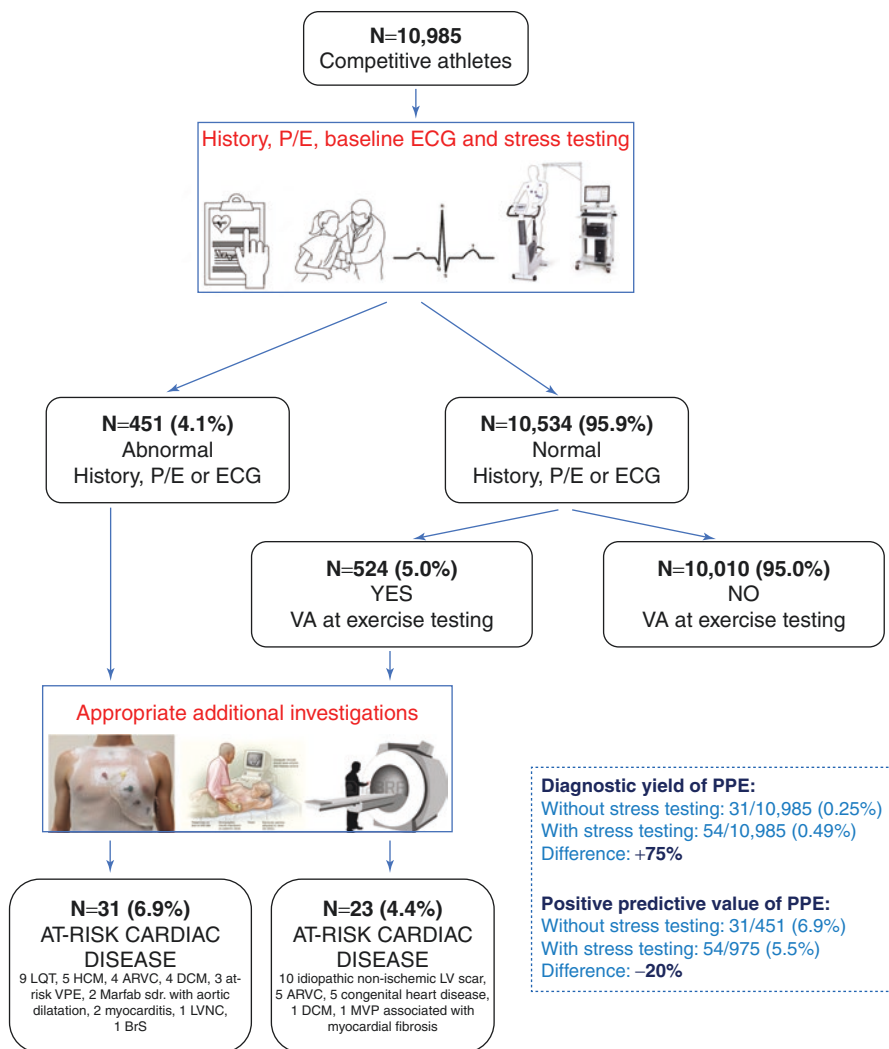 N=10,985
Competitive athletes
History, P/E, baseline ECG and stress testing
N=451 (4.1%)
Abnormal
History, P/E or ECG
N=10,534 (95.9%)
Normal
History, P/E or ECG
N=524 (5.0%)
YES
VA at exercise testing
N=10,010 (95.0%)
NO
VA at exercise testing
Appropriate additional investigations
N=31 (6.9%)
AT-RISK CARDIAC
DISEASE
9 LQT, 5 HCM, 4 ARVC, 4 DCM, 3 at-
risk VPE, 2 Marfab sdr. with aortic
dilatation, 2 myocarditis, 1 LVNC,
1 BrS
N=23 (4.4%)
AT-RISK CARDIAC
DISEASE
10 idiopathic non-ischemic LV scar,
5 ARVC, 5 congenital heart disease,
1 DCM, 1 MVP associated with
myocardial fibrosis
Diagnostic yield of PPE:
Without stress testing: 31/10,985 (0.25%)
With stress testing: 54/10,985 (0.49%)
Difference: +75%
Positive predictive value of PPE:
Without stress testing: 31/451 (6.9%)
With stress testing: 54/975 (5.5%)
Difference: −20%